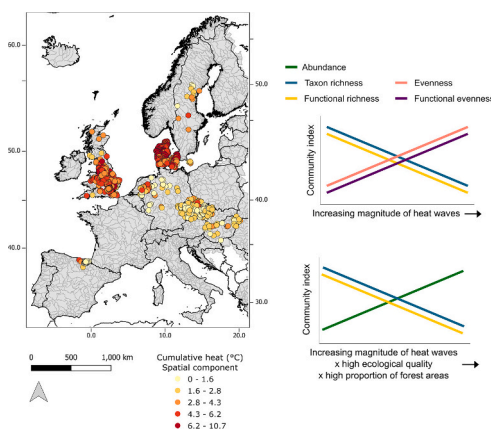 60.0
50.0
40.0
50.0
40.0
30.0
0.0
10.0
20.0
0
500
1,000 km
Cumulative heat (°C)
Spatial component
0 - 1.6
1.6 - 2.8
2.8 - 4.3
4.3 - 6.2
6.2 - 10.7
Abundance
Taxon richness
Evenness
Functional richness
Functional evenness
Community index
Increasing magnitude of heat waves
Community index
Increasing magnitude of heat waves
x high ecological quality
x high proportion of forest areas